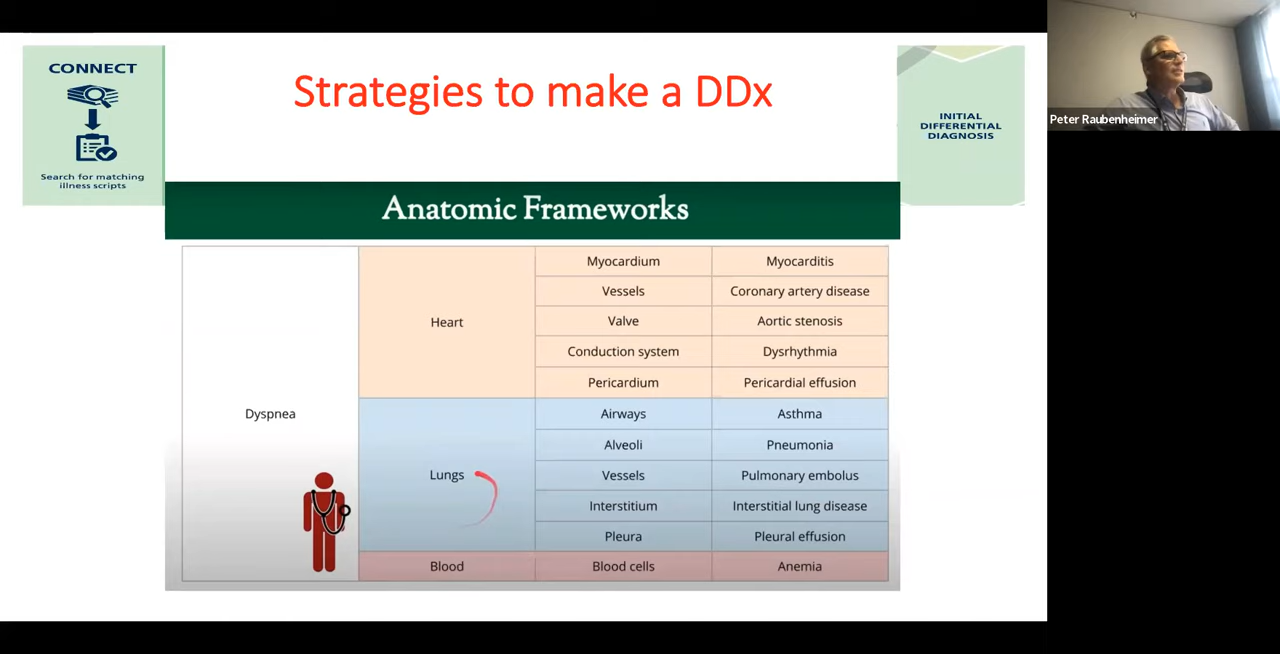 CONNECT
Search for matching
illness scripts
Strategies to make a DDx
INITIAL
DIFFERENTIAL
DIAGNOSIS
Peter Raubenheimer
Anatomic Frameworks
Dyspnea
Heart
Myocardium Myocarditis
Vessels Coronary artery disease
Valve Aortic stenosis
Conduction system Dysrhythmia
Pericardium Pericardial effusion
Lungs
Airways Asthma
Alveoli Pneumonia
Vessels Pulmonary embolus
Interstitium Interstitial lung disease
Pleura Pleural effusion
Blood Blood cells Anemia